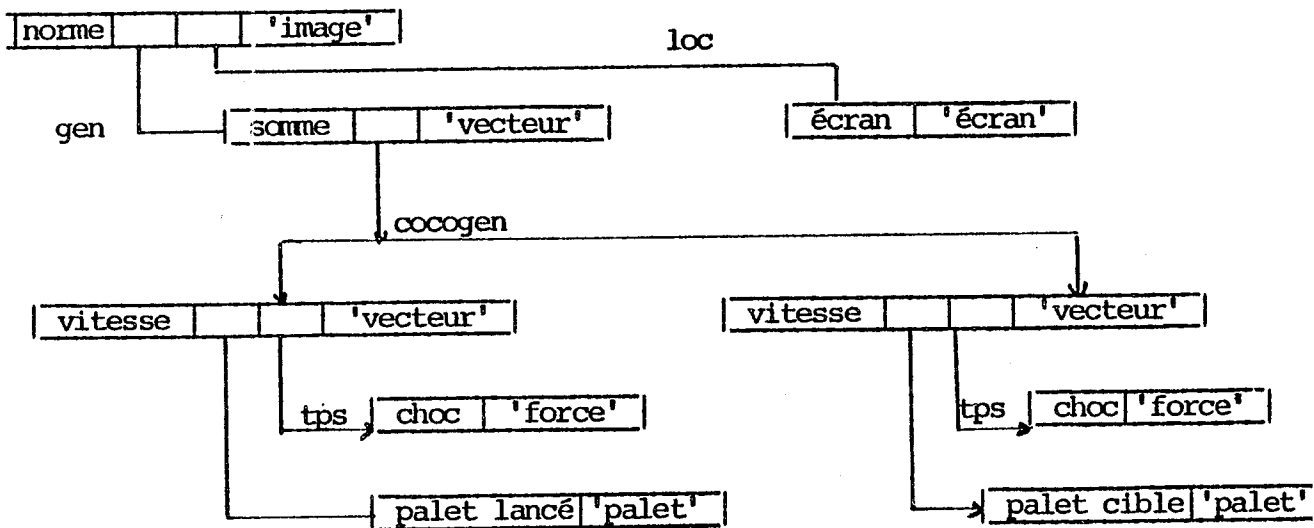 norme 'image'
loc
gen somme 'vecteur' écran 'écran'
cocogen
vitesse 'vecteur' vitesse 'vecteur'
tps choc 'force' tps choc 'force'
palet lancé 'palet' palet cible 'palet'